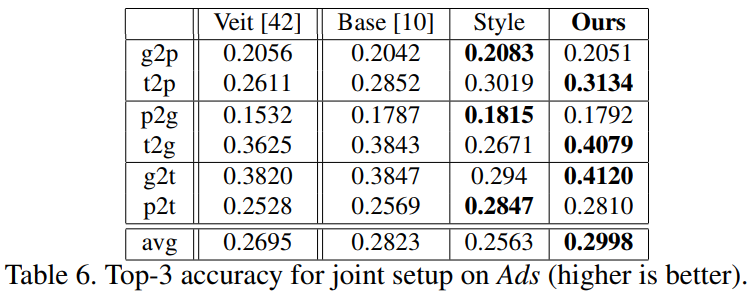 Veit [42] Base [10] Style Ours
g2p 0.2056 0.2042 0.2083 0.2051
t2p 0.2611 0.2852 0.3019 0.3134
p2g 0.1532 0.1787 0.1815 0.1792
t2g 0.3625 0.3843 0.2671 0.4079
g2t 0.3820 0.3847 0.294 0.4120
p2t 0.2528 0.2569 0.2847 0.2810
avg 0.2695 0.2823 0.2563 0.2998
Table 6. Top-3 accuracy for joint setup on Ads (higher is better).